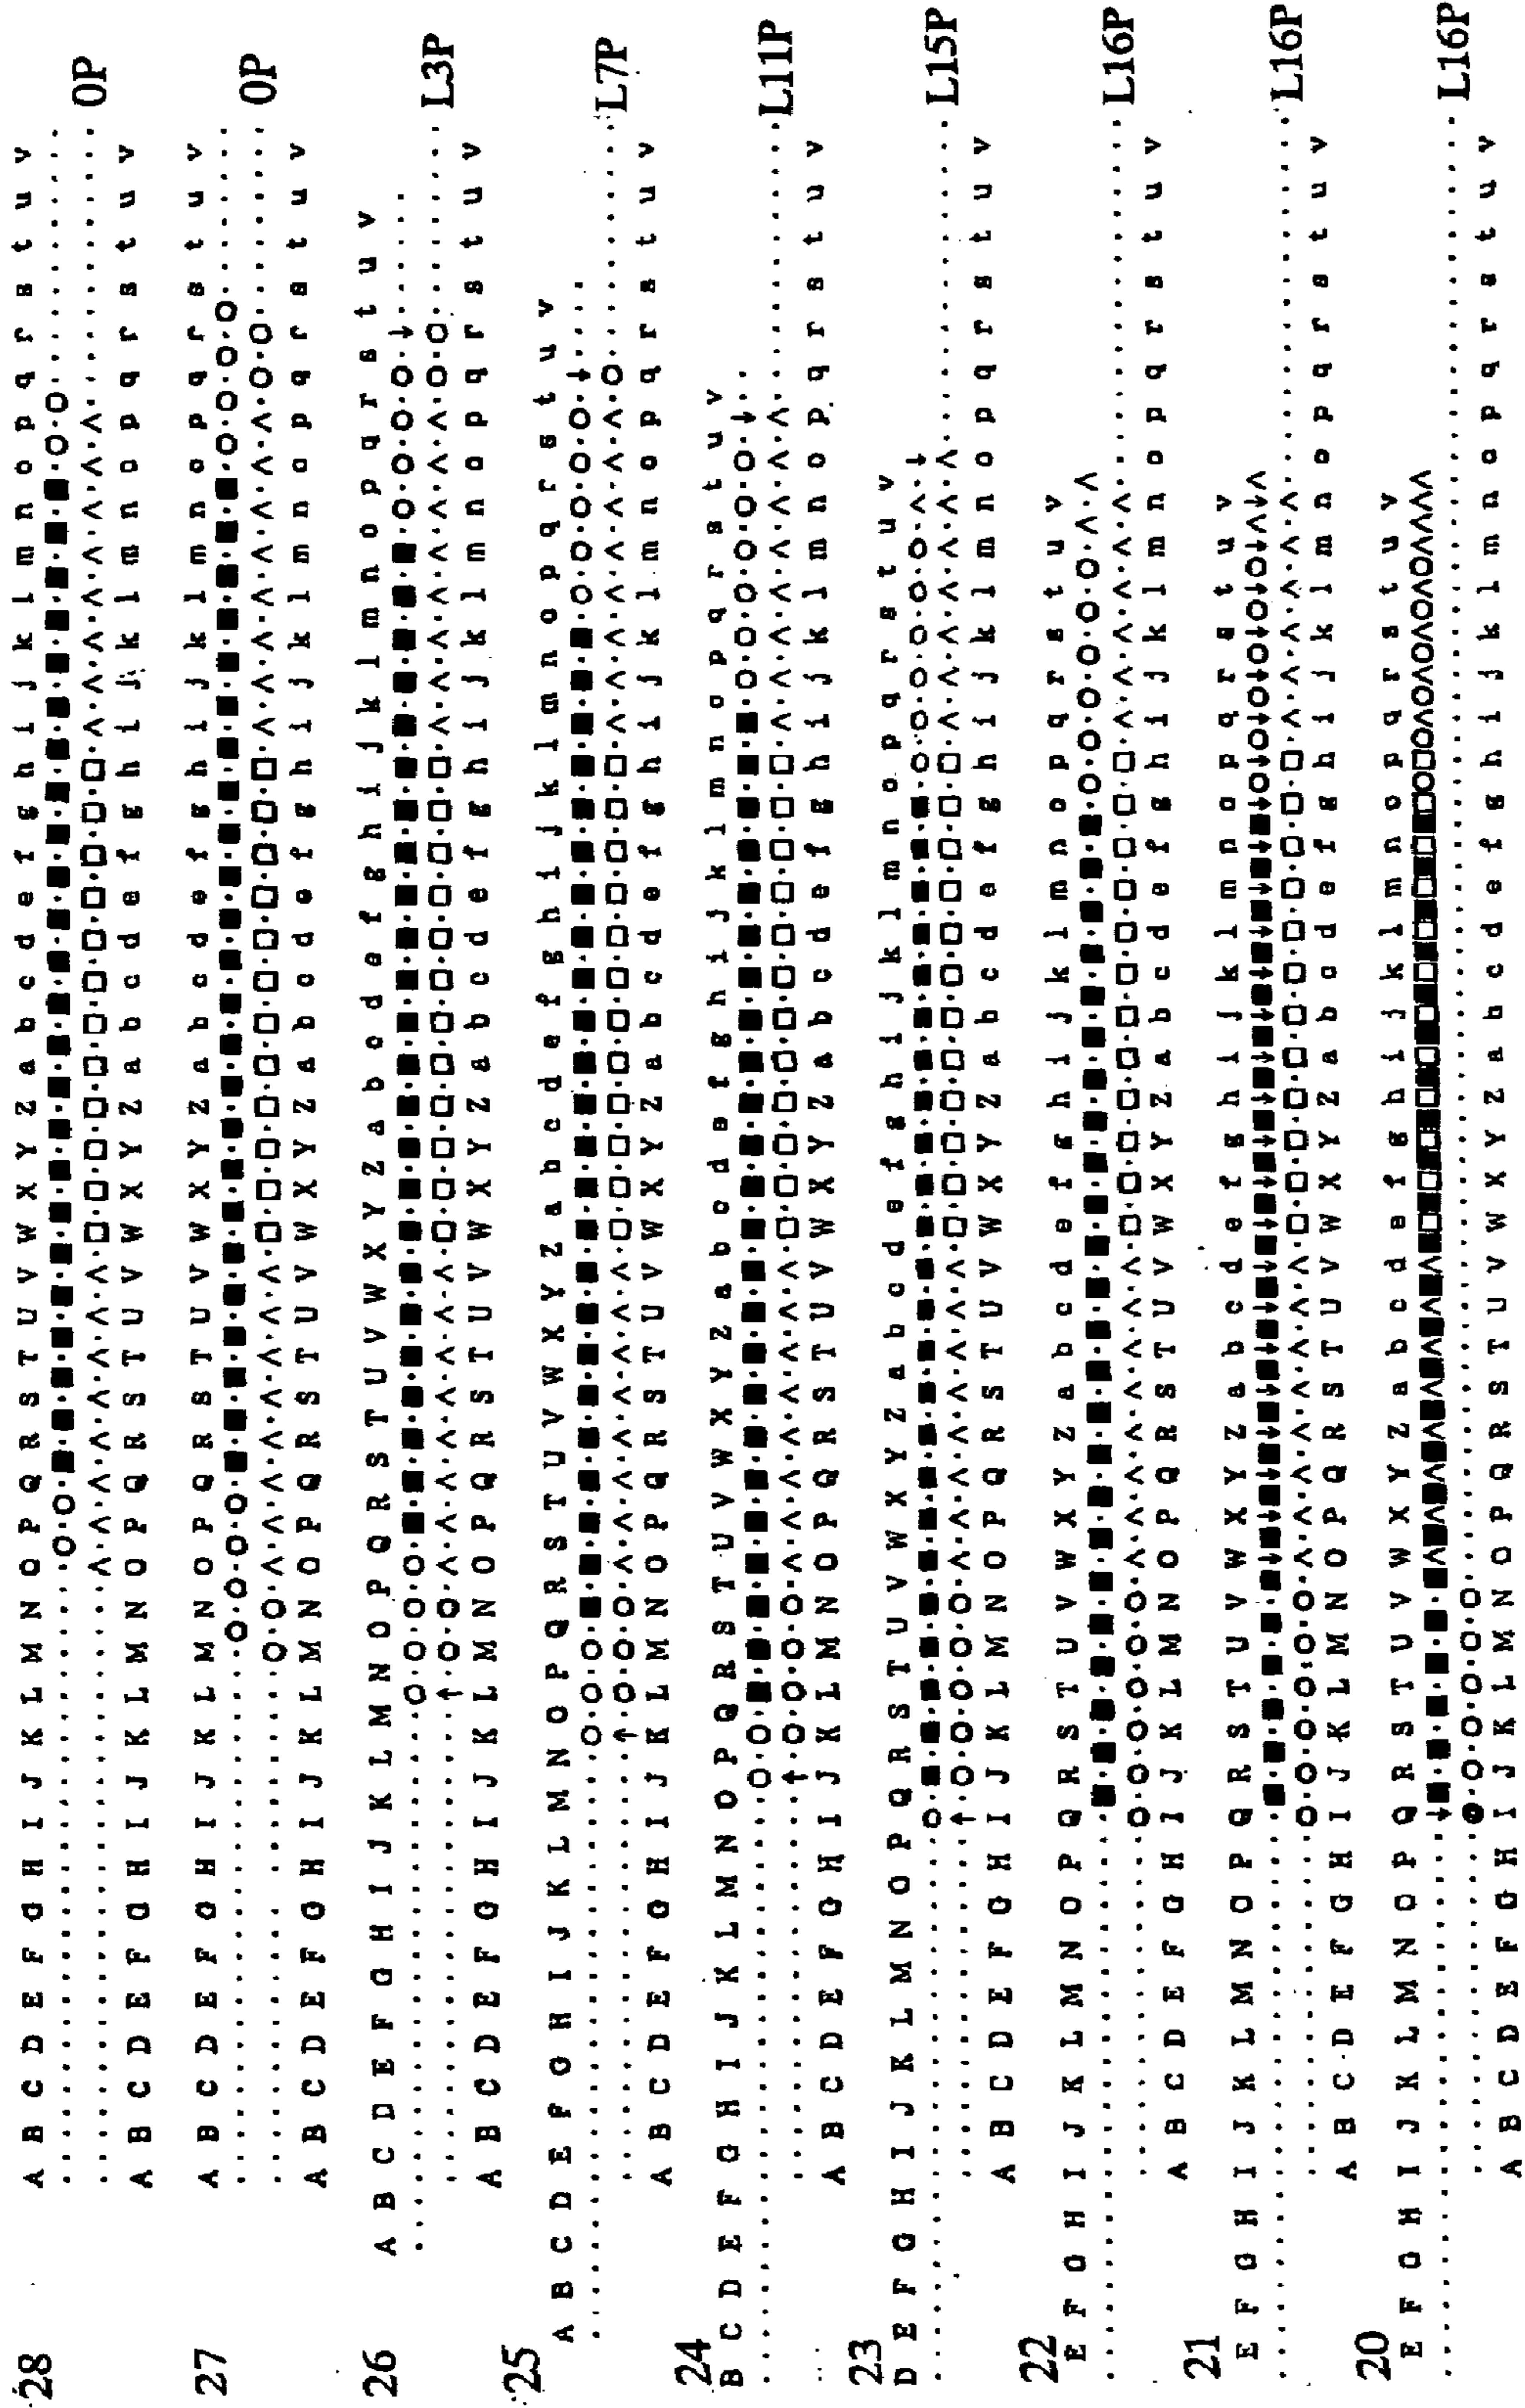 28
A B C D E F G H I J K L M N O P Q R S T U V W X Y Z a b c d e f g h i j k l m n o p q r s t u v
0P
A B C D E F G H I J K L M N O P Q R S T U V W X Y Z a b c d e f g h i j k l m n o p q r s t u v
27
A B C D E F G H I J K L M N O P Q R S T U V W X Y Z a b c d e f g h i j k l m n o p q r s t u v
0P
A B C D E F G H I J K L M N O P Q R S T U V W X Y Z a b c d e f g h i j k l m n o p q r s t u v
26
A B C D E F G H I J K L M N O P Q R S T U V W X Y Z a b c d e f g h i j k l m n o p q r s t u v
L3P
A B C D E F G H I J K L M N O P Q R S T U V W X Y Z a b c d e f g h i j k l m n o p q r s t u v
25
A B C D E F G H I J K L M N O P Q R S T U V W X Y Z a b c d e f g h i j k l m n o p q r s t u v
L7P
A B C D E F G H I J K L M N O P Q R S T U V W X Y Z a b c d e f g h i j k l m n o p q r s t u v
24
B C D E F G H I J K L M N O P Q R S T U V W X Y Z a b c d e f g h i j k l m n o p q r s t u v
L11P
A B C D E F G H I J K L M N O P Q R S T U V W X Y Z a b c d e f g h i j k l m n o p q r s t u v
23
D E F G H I J K L M N O P Q R S T U V W X Y Z a b c d e f g h i j k l m n o p q r s t u v
L15P
A B C D E F G H I J K L M N O P Q R S T U V W X Y Z a b c d e f g h i j k l m n o p q r s t u v
22
E F G H I J K L M N O P Q R S T U V W X Y Z a b c d e f g h i j k l m n o p q r s t u v
L16P
A B C D E F G H I J K L M N O P Q R S T U V W X Y Z a b c d e f g h i j k l m n o p q r s t u v
21
E F G H I J K L M N O P Q R S T U V W X Y Z a b c d e f g h i j k l m n o p q r s t u v
L16P
A B C D E F G H I J K L M N O P Q R S T U V W X Y Z a b c d e f g h i j k l m n o p q r s t u v
20
E F G H I J K L M N O P Q R S T U V W X Y Z a b c d e f g h i j k l m n o p q r s t u v
L16P
A B C D E F G H I J K L M N O P Q R S T U V W X Y Z a b c d e f g h i j k l m n o p q r s t u v